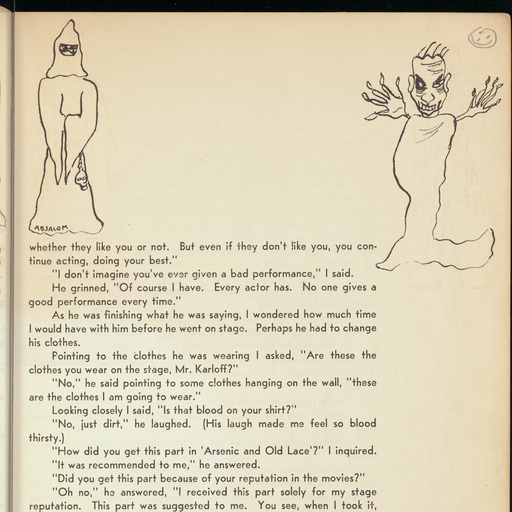 ABSALOM
whether they like you or not. But even if they don't like you, you con-
tinue acting, doing your best."
"I don't imagine you've ever given a bad performance," I said.
He grinned, "Of course I have. Every actor has. No one gives a
good performance every time."
As he was finishing what he was saying, I wondered how much time
I would have with him before he went on stage. Perhaps he had to change
his clothes.
Pointing to the clothes he was wearing I asked, "Are these the
clothes you wear on the stage, Mr. Karloff?"
"No," he said pointing to some clothes hanging on the wall, "these
are the clothes I am going to wear."
Looking closely I said, "Is that blood on your shirt?"
"No, just dirt," he laughed. (His laugh made me feel so blood
thirsty.)
"How did you get this part in 'Arsenic and Old Lace'?" I inquired.
"It was recommended to me," he answered.
"Did you get this part because of your reputation in the movies?"
"Oh no," he answered, "I received this part solely for my stage
reputation. This part was suggested to me. You see, when I took it,